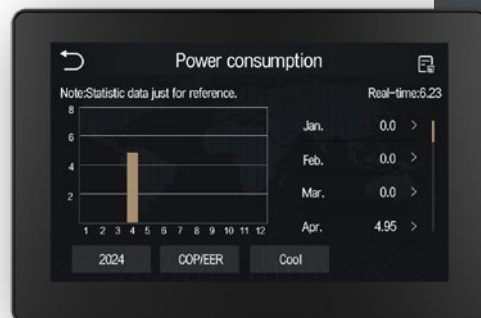 Power consumption
Note:Statistic data just for reference.
Real-time:6.23
8
6
4
2
1 2 3 4 5 6 7 8 9 10 11 12
Jan. 0.0 >
Feb. 0.0 >
Mar. 0.0 >
Apr. 4.95 >
2024
COP/EER
Cool